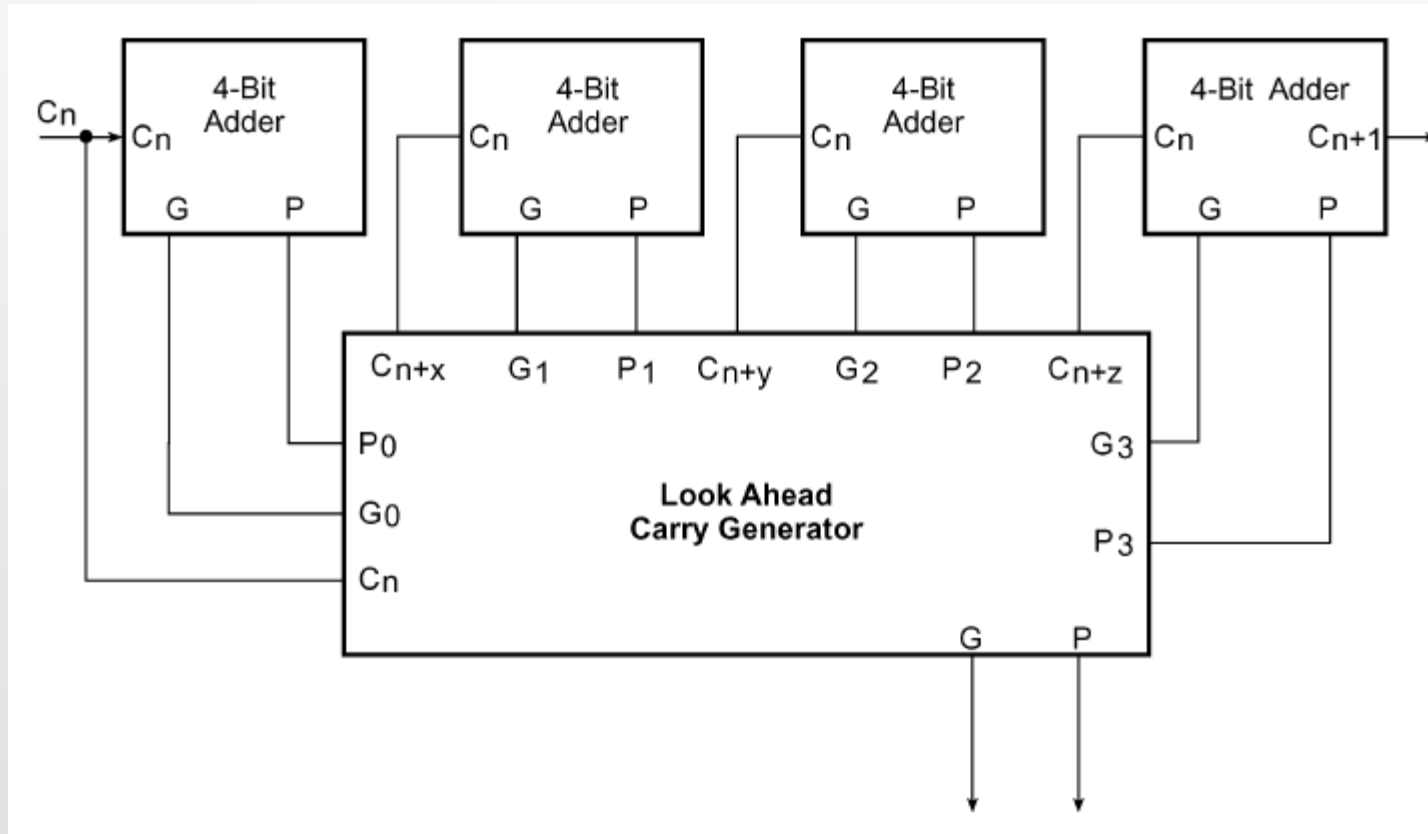 4-Bit
Adder
4-Bit
Adder
4-Bit
Adder
4-Bit Adder
Cn
Cn
Cn
Cn
Cn
Cn+1
G P
G P
G P
G P
Cn+x G1 P1 Cn+y G2 P2 Cn+z
P0
G3
G0
Look Ahead
Carry Generator
P3
Cn
G P